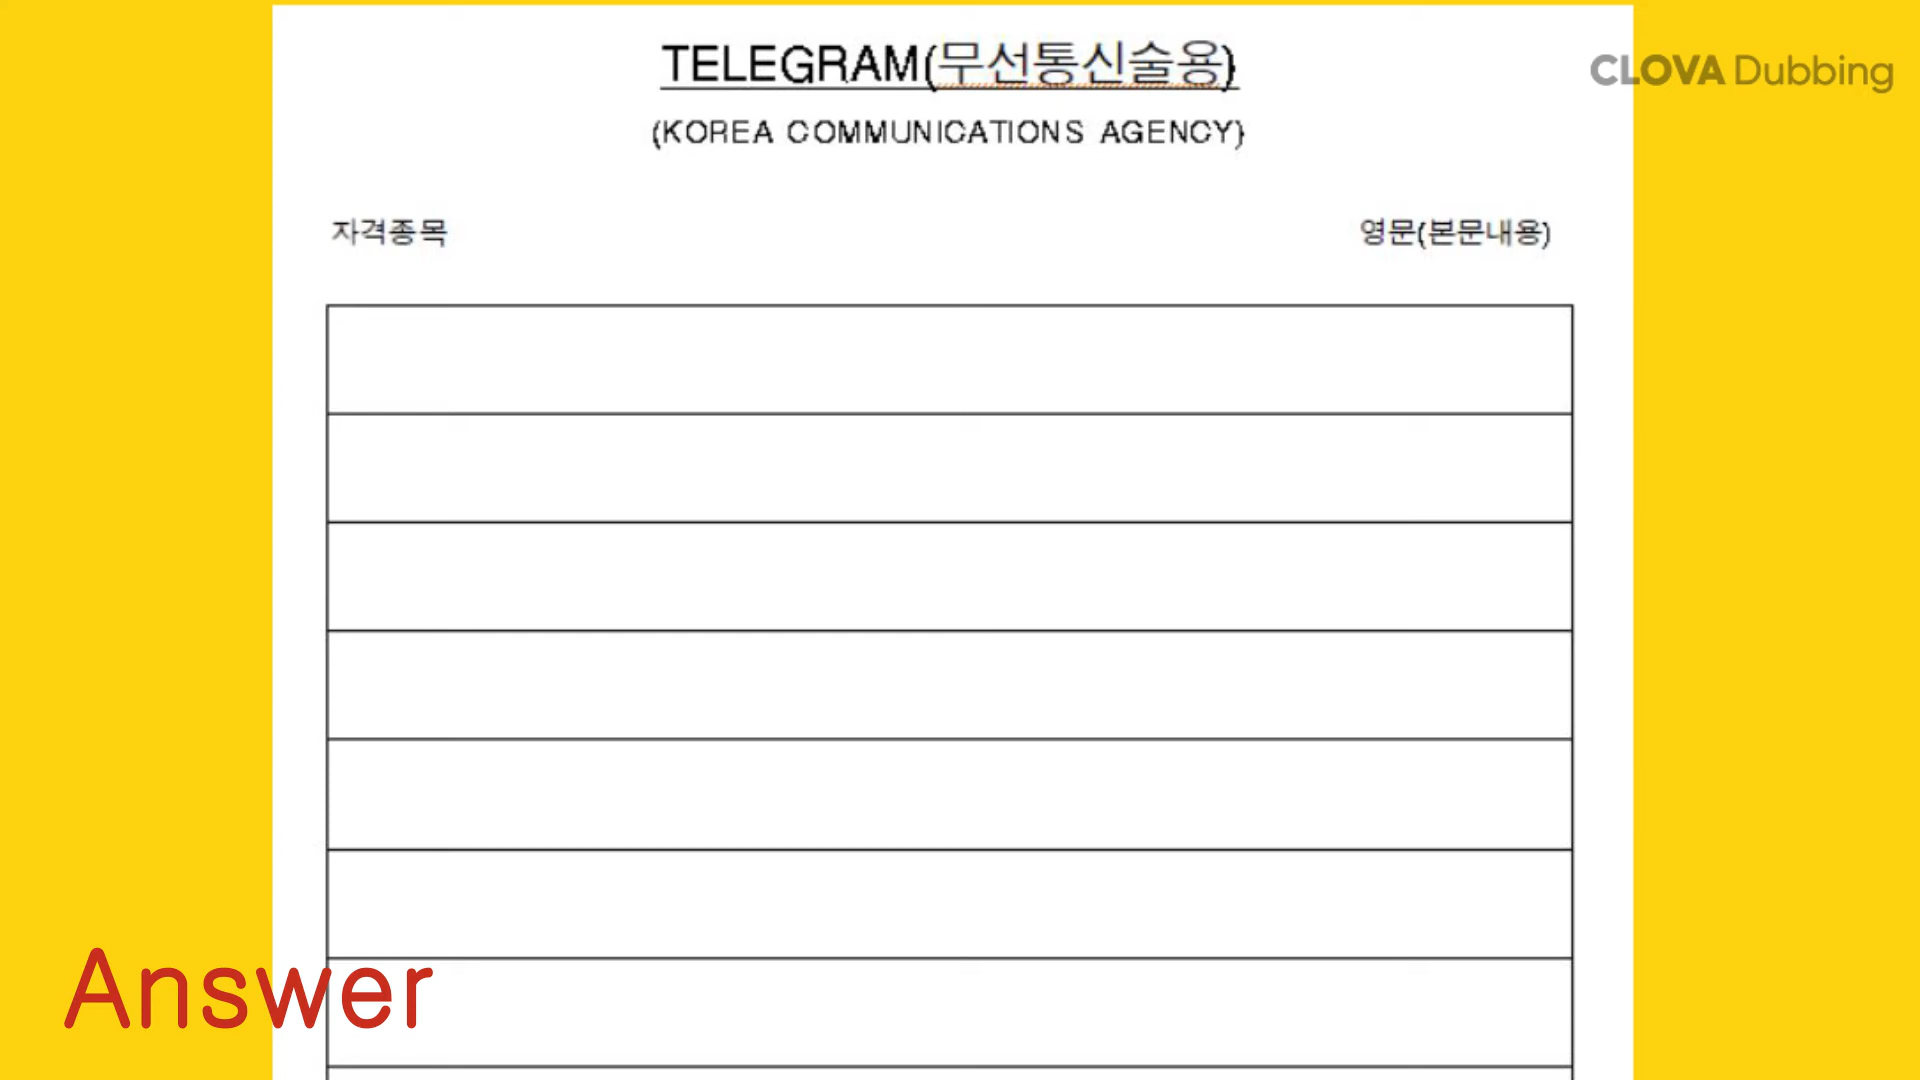 TELEGRAM(무선통신술용)
CLOVA Dubbing
(KOREA COMMUNICATIONS AGENCY)
자격종목 영문(본문내용)
Answer